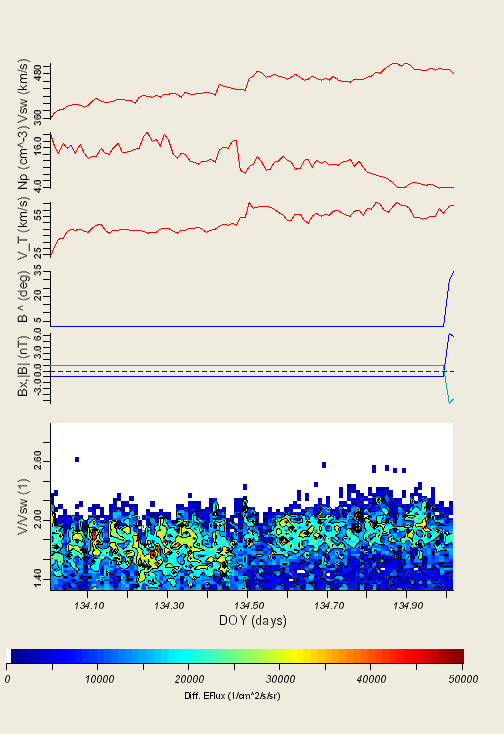 Vsw (km/s)
480
360
Np (cm^-3)
16.0
4.0
V_T (km/s)
55
25
B ^ (deg)
35
20
5
Bx,|B| (nT)
6.0
3.0
0.0
-3.0
V/Vsw (1)
2.60
2.00
1.40
134.10 134.30 134.50 134.70 134.90
DOY (days)
0 10000 20000 30000 40000 50000
Diff. EFlux (1/cm^2/s/sr)